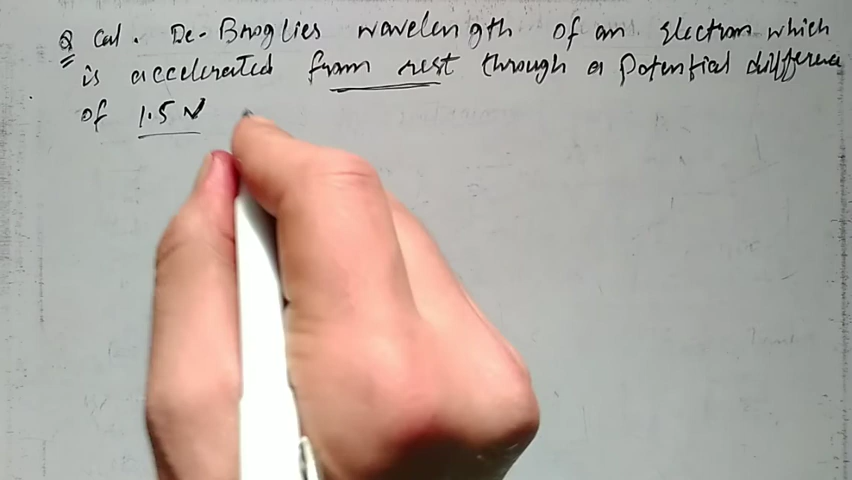 Q Cal. De-Broglies wavelength of an Electron which
is accelerated from rest through a Potential difference
of 1.5 V